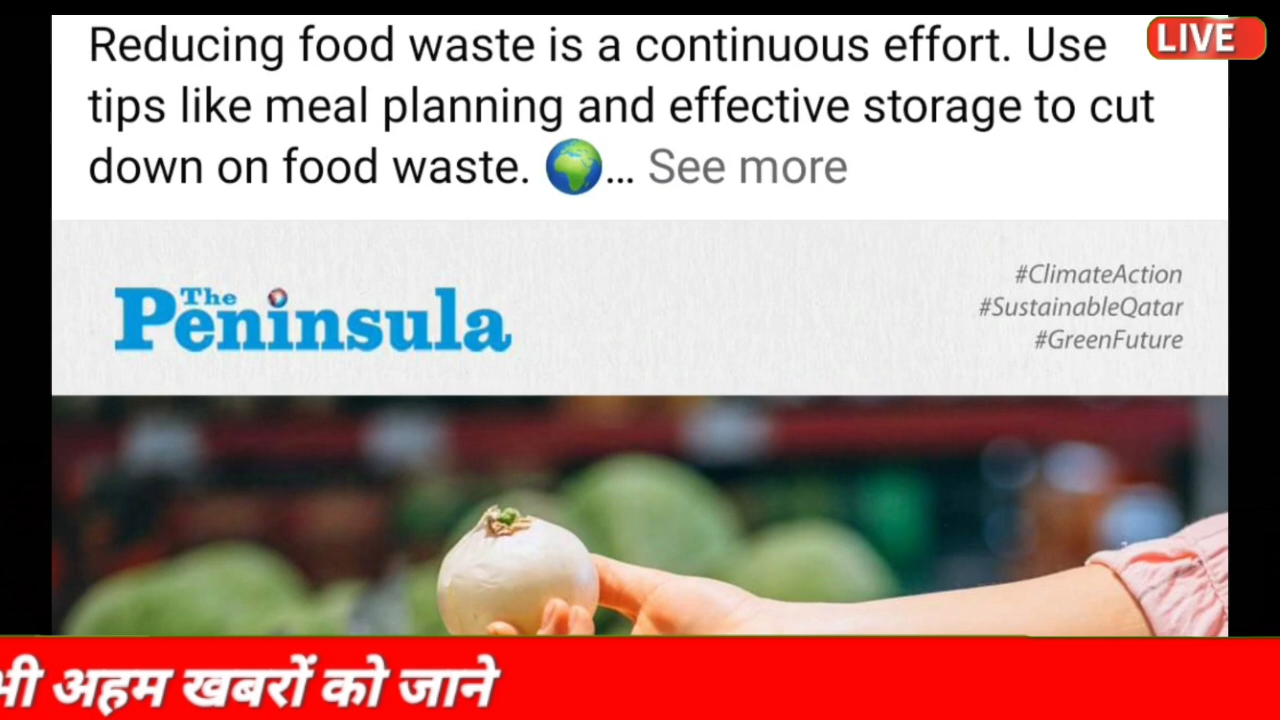 Reducing food waste is a continuous effort. Use
LIVE
tips like meal planning and effective storage to cut
down on food waste. 🌍... See more
The Peninsula
#ClimateAction
#SustainableQatar
#GreenFuture
अहम खबरों को जाने